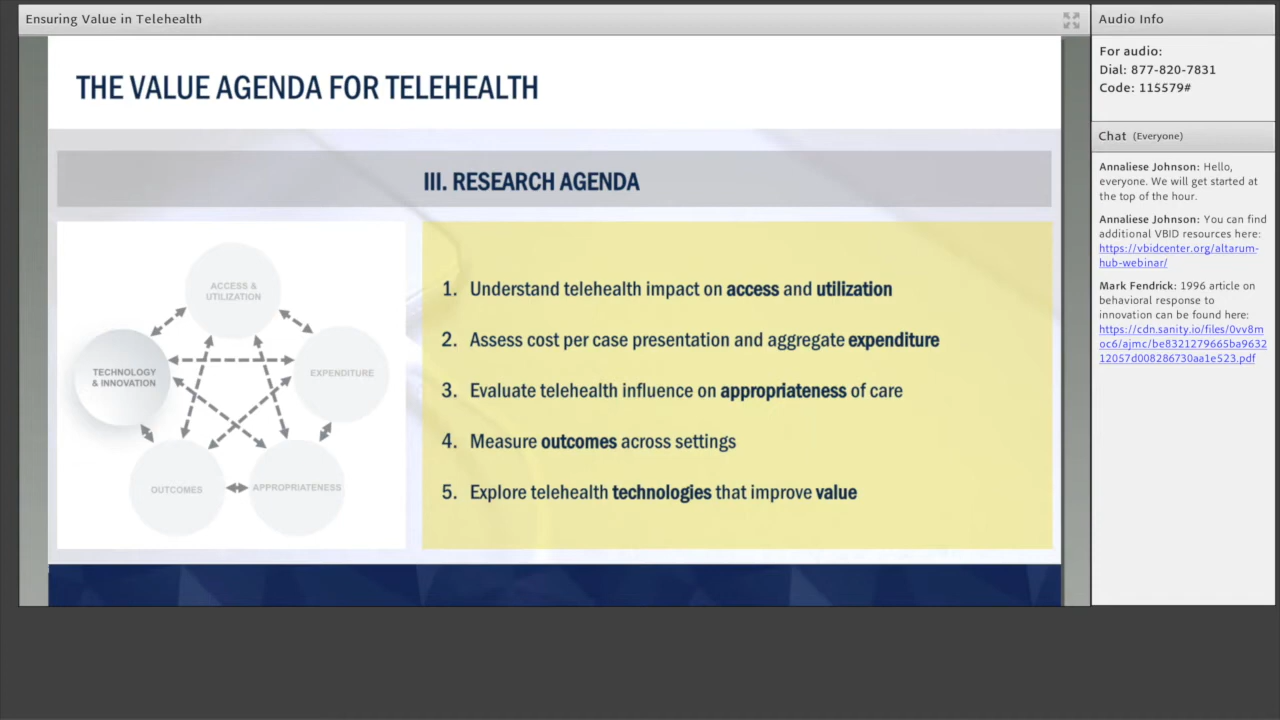 Ensuring Value in Telehealth
THE VALUE AGENDA FOR TELEHEALTH
III. RESEARCH AGENDA
ACCESS &
UTILIZATION
TECHNOLOGY
& INNOVATION
EXPENDITURE
OUTCOMES
APPROPRIATENESS
1. Understand telehealth impact on access and utilization
2. Assess cost per case presentation and aggregate expenditure
3. Evaluate telehealth influence on appropriateness of care
4. Measure outcomes across settings
5. Explore telehealth technologies that improve value
Audio Info
For audio:
Dial: 877-820-7831
Code: 115579#
Chat (Everyone)
Annaliese Johnson: Hello,
everyone. We will get started at
the top of the hour.
Annaliese Johnson: You can find
additional VBID resources here:
https://vbidcenter.org/altarum-
hub-webinar/
Mark Fendrick: 1996 article on
behavioral response to
innovation can be found here:
https://cdn.sanity.io/files/0vv8m
oc6/ajmc/be8321279665ba9632
12057d008286730aa1e523.pdf